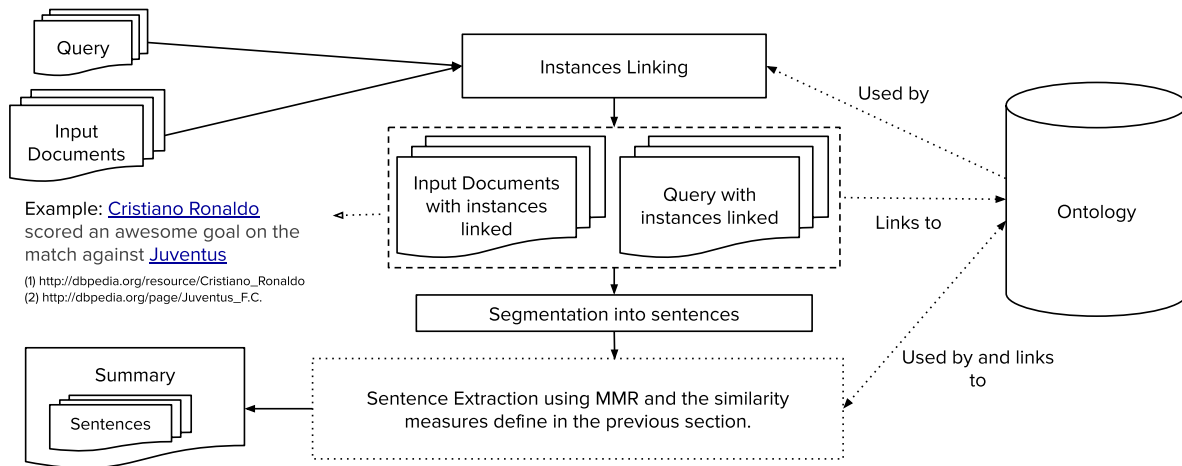 Query
Instances Linking
Used by
Input
Documents
Input Documents
with instances
linked
Query with
instances linked
Links to
Ontology
Example: Cristiano Ronaldo
scored an awesome goal on the
match against Juventus
(1) http://dbpedia.org/resource/Cristiano_Ronaldo
(2) http://dbpedia.org/page/Juventus_F.C.
Segmentation into sentences
Used by and links
to
Summary
Sentences
Sentence Extraction using MMR and the similarity
measures define in the previous section.